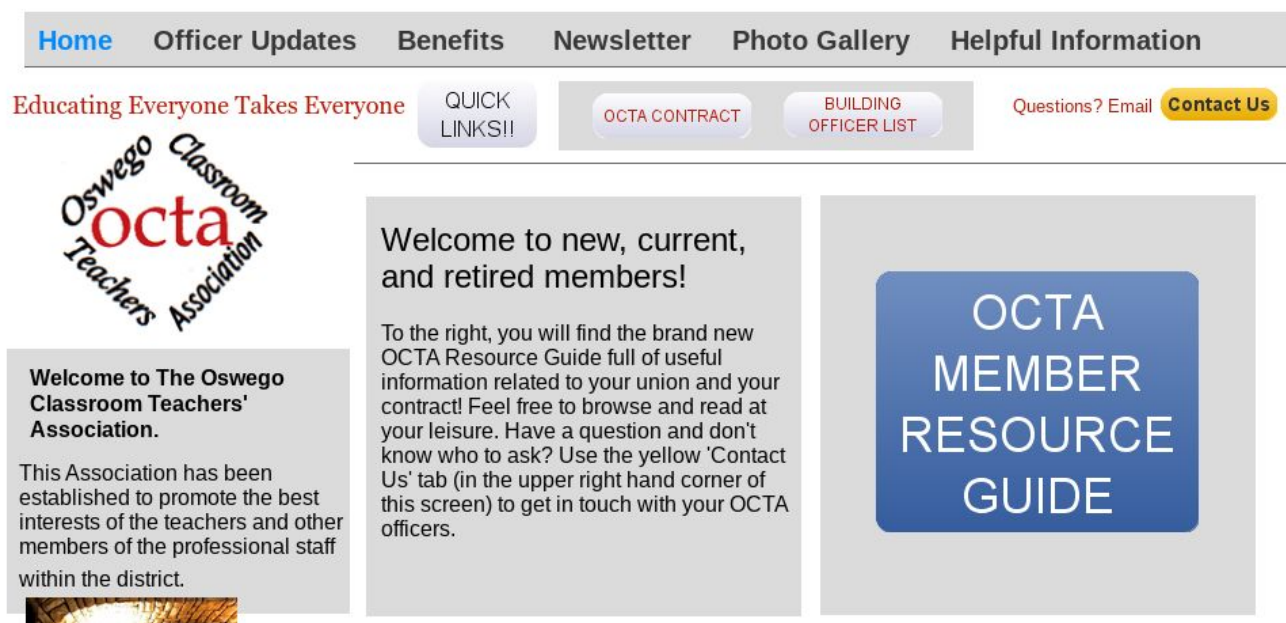 Home Officer Updates Benefits Newsletter Photo Gallery Helpful Information
Educating Everyone Takes Everyone
QUICK
LINKS!!
OCTA CONTRACT
BUILDING
OFFICER LIST
Questions? Email Contact Us
Oswego Classroom
octa
Teachers Association
Welcome to The Oswego
Classroom Teachers'
Association.
This Association has been
established to promote the best
interests of the teachers and other
members of the professional staff
within the district.
Welcome to new, current,
and retired members!
To the right, you will find the brand new
OCTA Resource Guide full of useful
information related to your union and your
contract! Feel free to browse and read at
your leisure. Have a question and don't
know who to ask? Use the yellow 'Contact
Us' tab (in the upper right hand corner of
this screen) to get in touch with your OCTA
officers.
OCTA
MEMBER
RESOURCE
GUIDE